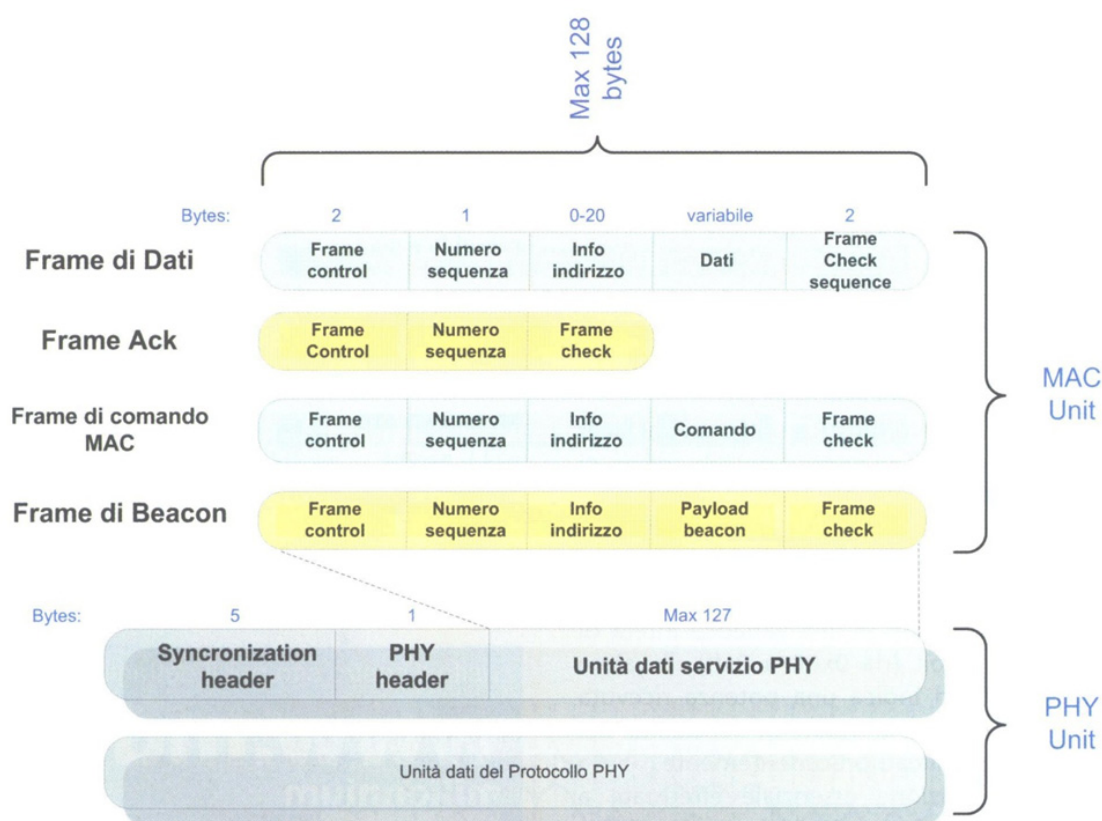 Max 128
bytes
Bytes: 2 1 0-20 variabile 2
Frame di Dati
Frame
control
Numero
sequenza
Info
indirizzo
Dati
Frame
Check
sequence
Frame Ack
Frame
Control
Numero
sequenza
Frame
check
Frame di comando
MAC
Frame
control
Numero
sequenza
Info
indirizzo
Comando
Frame
check
Frame di Beacon
Frame
control
Numero
sequenza
Info
indirizzo
Payload
beacon
Frame
check
MAC
Unit
Bytes: 5 1 Max 127
Syncronization
header
PHY
header
Unità dati servizio PHY
Unità dati del Protocollo PHY
PHY
Unit